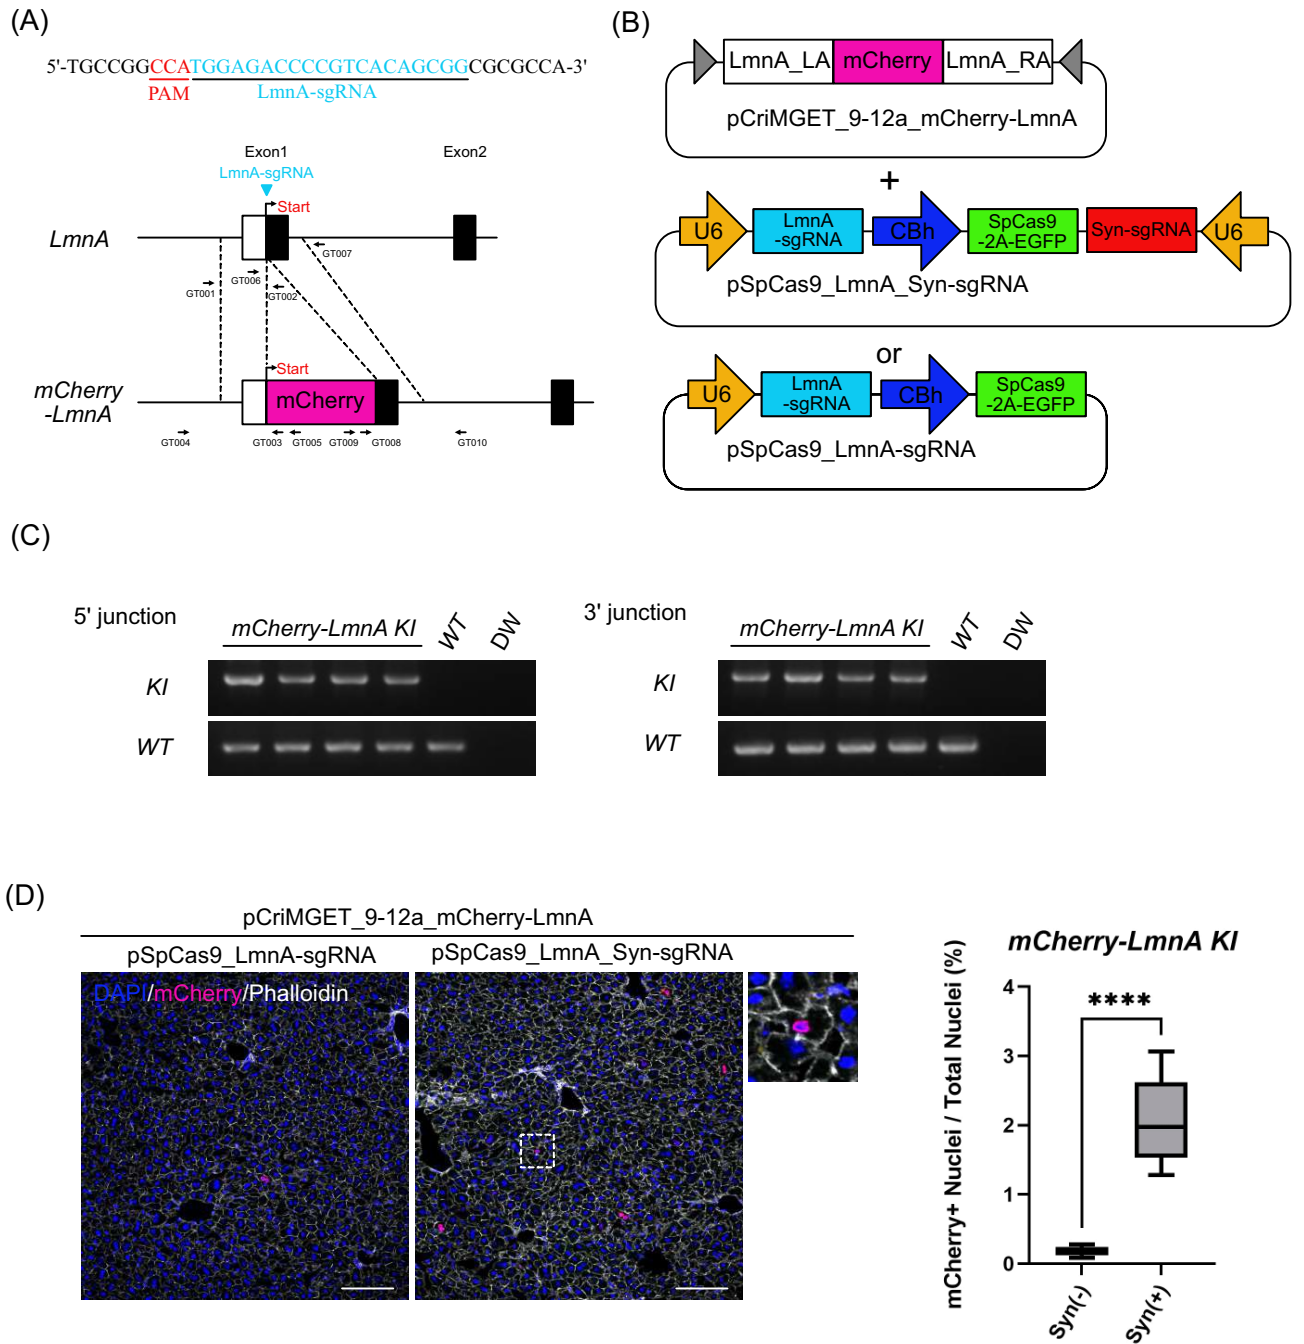 (A)
5'-TGCCGGCCATGGAGACCCCGTCACAGCGGCGCGCCA-3'
PAM
LmnA-sgRNA
Exon1
Exon2
LmnA-sgRNA
Start
LmnA
GT007
GT006
GT001
GT002
Start
mCherry
-LmnA
mCherry
GT004
GT003
GT005
GT009
GT008
GT010
(B)
LmnA_LA
mCherry
LmnA_RA
pCriMGET_9-12a_mCherry-LmnA
+
U6
LmnA
-sgRNA
CBh
SpCas9
-2A-EGFP
Syn-sgRNA
U6
pSpCas9_LmnA_Syn-sgRNA
or
U6
LmnA
-sgRNA
CBh
SpCas9
-2A-EGFP
pSpCas9_LmnA-sgRNA
(C)
5' junction
mCherry-LmnA KI
WT
DW
KI
WT
3' junction
mCherry-LmnA KI
WT
DW
KI
WT
(D)
pCriMGET_9-12a_mCherry-LmnA
pSpCas9_LmnA-sgRNA
pSpCas9_LmnA_Syn-sgRNA
DAPI/mCherry/Phalloidin
mCherry-LmnA KI
mCherry+ Nuclei / Total Nuclei (%)
4
3
2
1
0
****
Syn(-)
Syn(+)